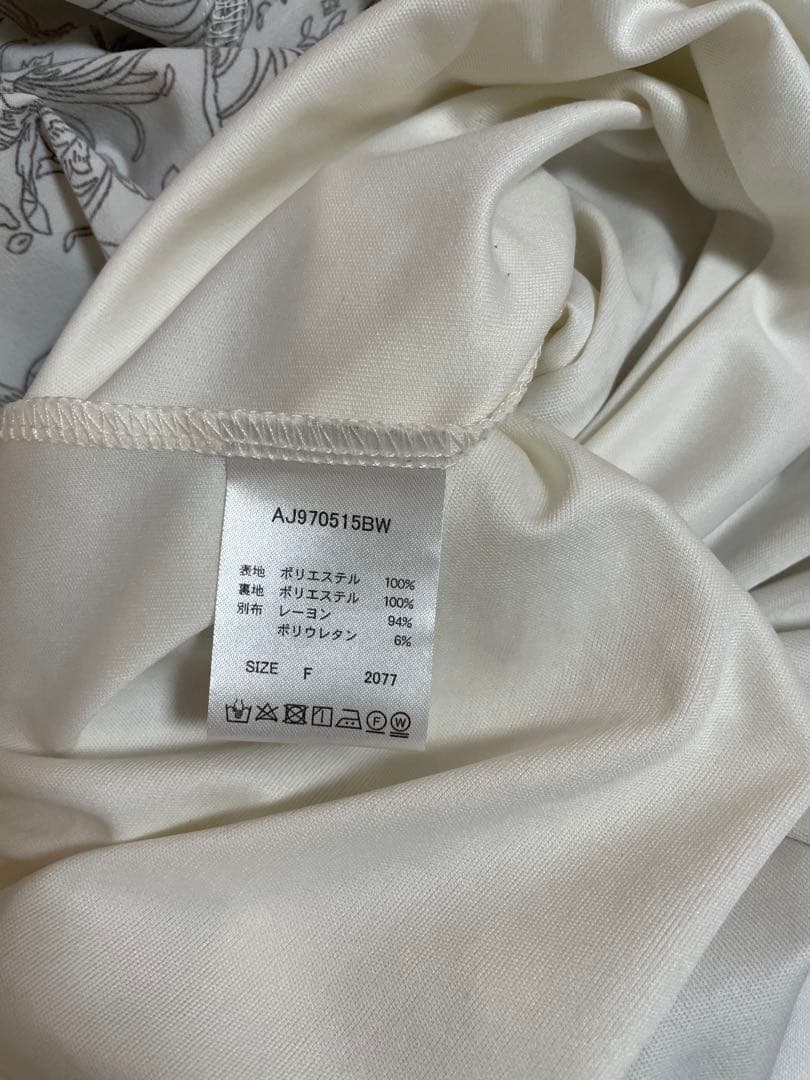 AJ970515BW
表地 ポリエステル 100%
裏地 ポリエステル 100%
別布 レーヨン 94%
ポリウレタン 6%
SIZE F 2077
F W